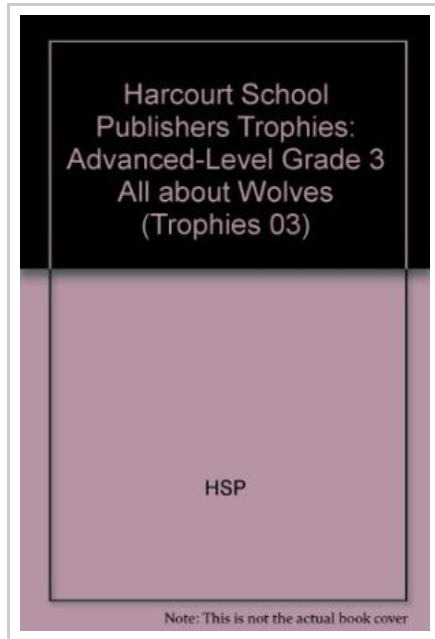 Harcourt School
Publishers Trophies:
Advanced-Level Grade 3
All about Wolves
(Trophies 03)
HSP
Note: This is not the actual book cover